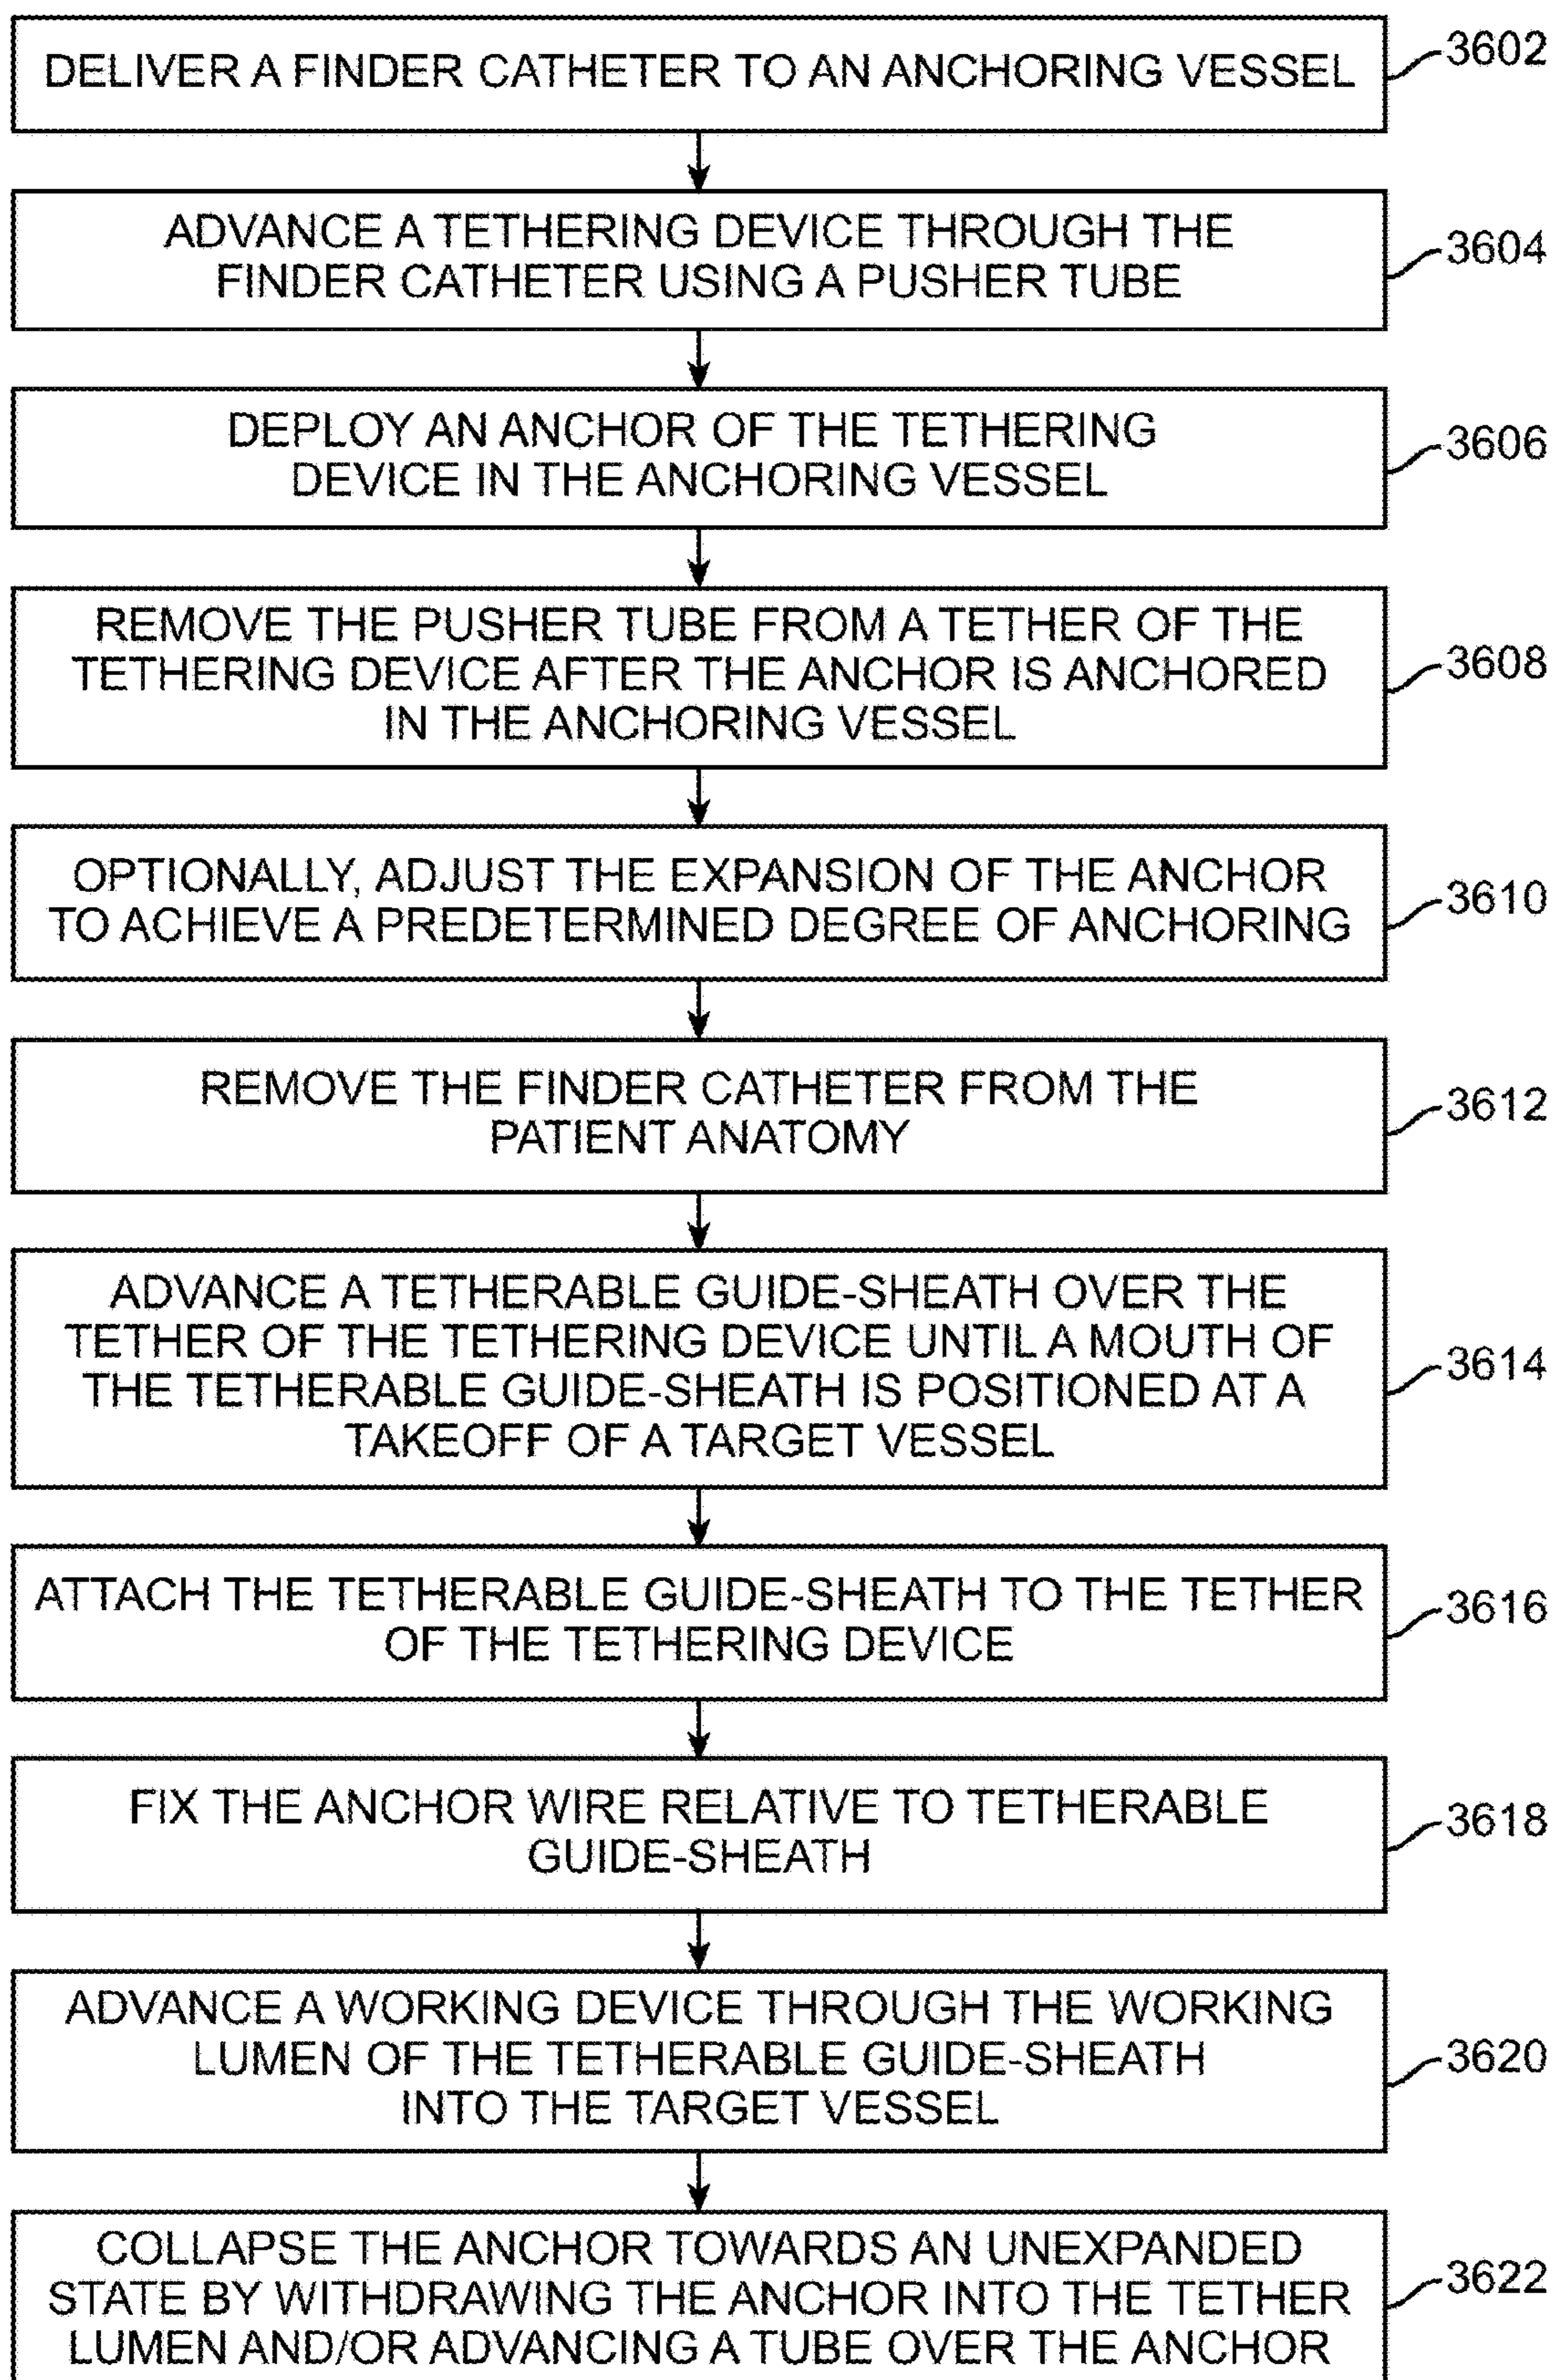 DELIVER A FINDER CATHETER TO AN ANCHORING VESSEL
3602
ADVANCE A TETHERING DEVICE THROUGH THE
FINDER CATHETER USING A PUSHER TUBE
3604
DEPLOY AN ANCHOR OF THE TETHERING
DEVICE IN THE ANCHORING VESSEL
3606
REMOVE THE PUSHER TUBE FROM A TETHER OF THE
TETHERING DEVICE AFTER THE ANCHOR IS ANCHORED
IN THE ANCHORING VESSEL
3608
OPTIONALLY, ADJUST THE EXPANSION OF THE ANCHOR
TO ACHIEVE A PREDETERMINED DEGREE OF ANCHORING
3610
REMOVE THE FINDER CATHETER FROM THE
PATIENT ANATOMY
3612
ADVANCE A TETHERABLE GUIDE-SHEATH OVER THE
TETHER OF THE TETHERING DEVICE UNTIL A MOUTH OF
THE TETHERABLE GUIDE-SHEATH IS POSITIONED AT A
TAKEOFF OF A TARGET VESSEL
3614
ATTACH THE TETHERABLE GUIDE-SHEATH TO THE TETHER
OF THE TETHERING DEVICE
3616
FIX THE ANCHOR WIRE RELATIVE TO TETHERABLE
GUIDE-SHEATH
3618
ADVANCE A WORKING DEVICE THROUGH THE WORKING
LUMEN OF THE TETHERABLE GUIDE-SHEATH
INTO THE TARGET VESSEL
3620
COLLAPSE THE ANCHOR TOWARDS AN UNEXPANDED
STATE BY WITHDRAWING THE ANCHOR INTO THE TETHER
LUMEN AND/OR ADVANCING A TUBE OVER THE ANCHOR
3622